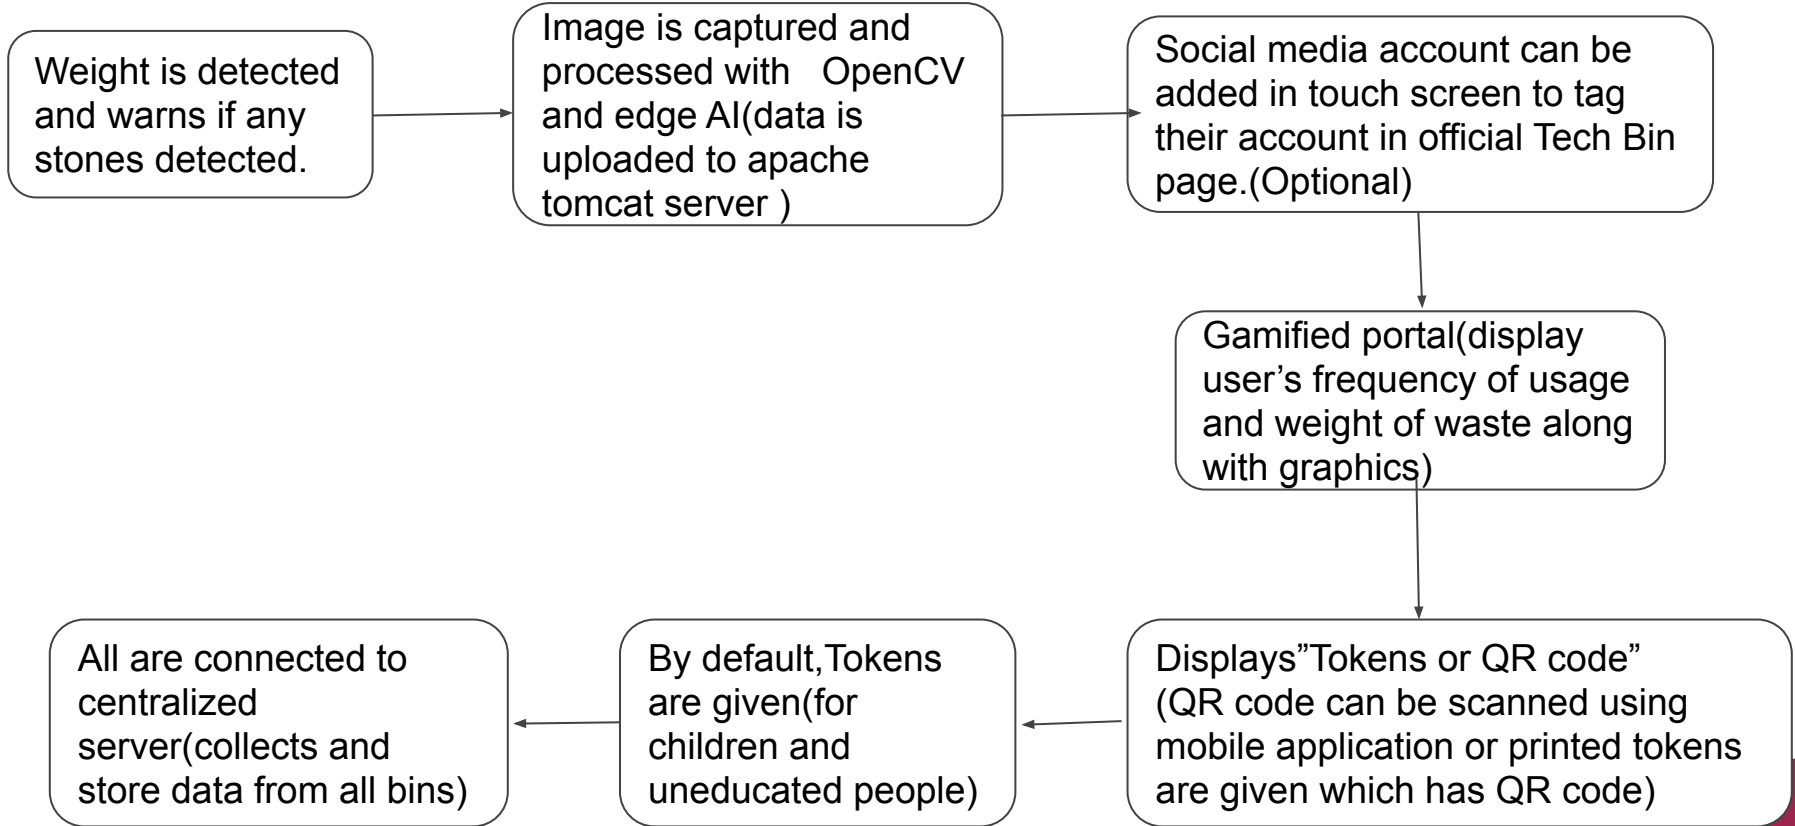 Weight is detected
and warns if any
stones detected.
Image is captured and
processed with   OpenCV
and edge AI(data is
uploaded to apache
tomcat server )
Social media account can be
added in touch screen to tag
their account in official Tech Bin
page.(Optional)
Gamified portal(display
user’s frequency of usage
and weight of waste along
with graphics)
Displays”Tokens or QR code”
(QR code can be scanned using
mobile application or printed tokens
are given which has QR code)
By default,Tokens
are given(for
children and
uneducated people)
All are connected to
centralized
server(collects and
store data from all bins)